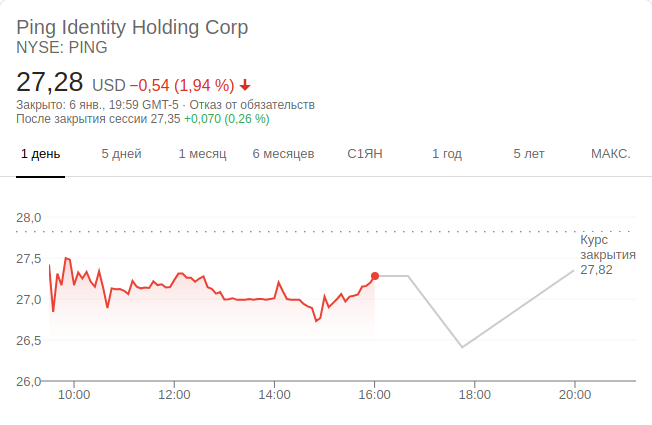 Ping Identity Holding Corp
NYSE: PING
27,28 USD −0,54 (1,94 %)
Закрыто: 6 янв., 19:59 GMT-5 · Отказ от обязательств
После закрытия сессии 27,35 +0,070 (0,26 %)
1 день 5 дней 1 месяц 6 месяцев С1ЯН 1 год 5 лет МАКС.
28,0
Курс
закрытия
27,82
27,5
27,0
26,5
26,0
10:00 12:00 14:00 16:00 18:00 20:00